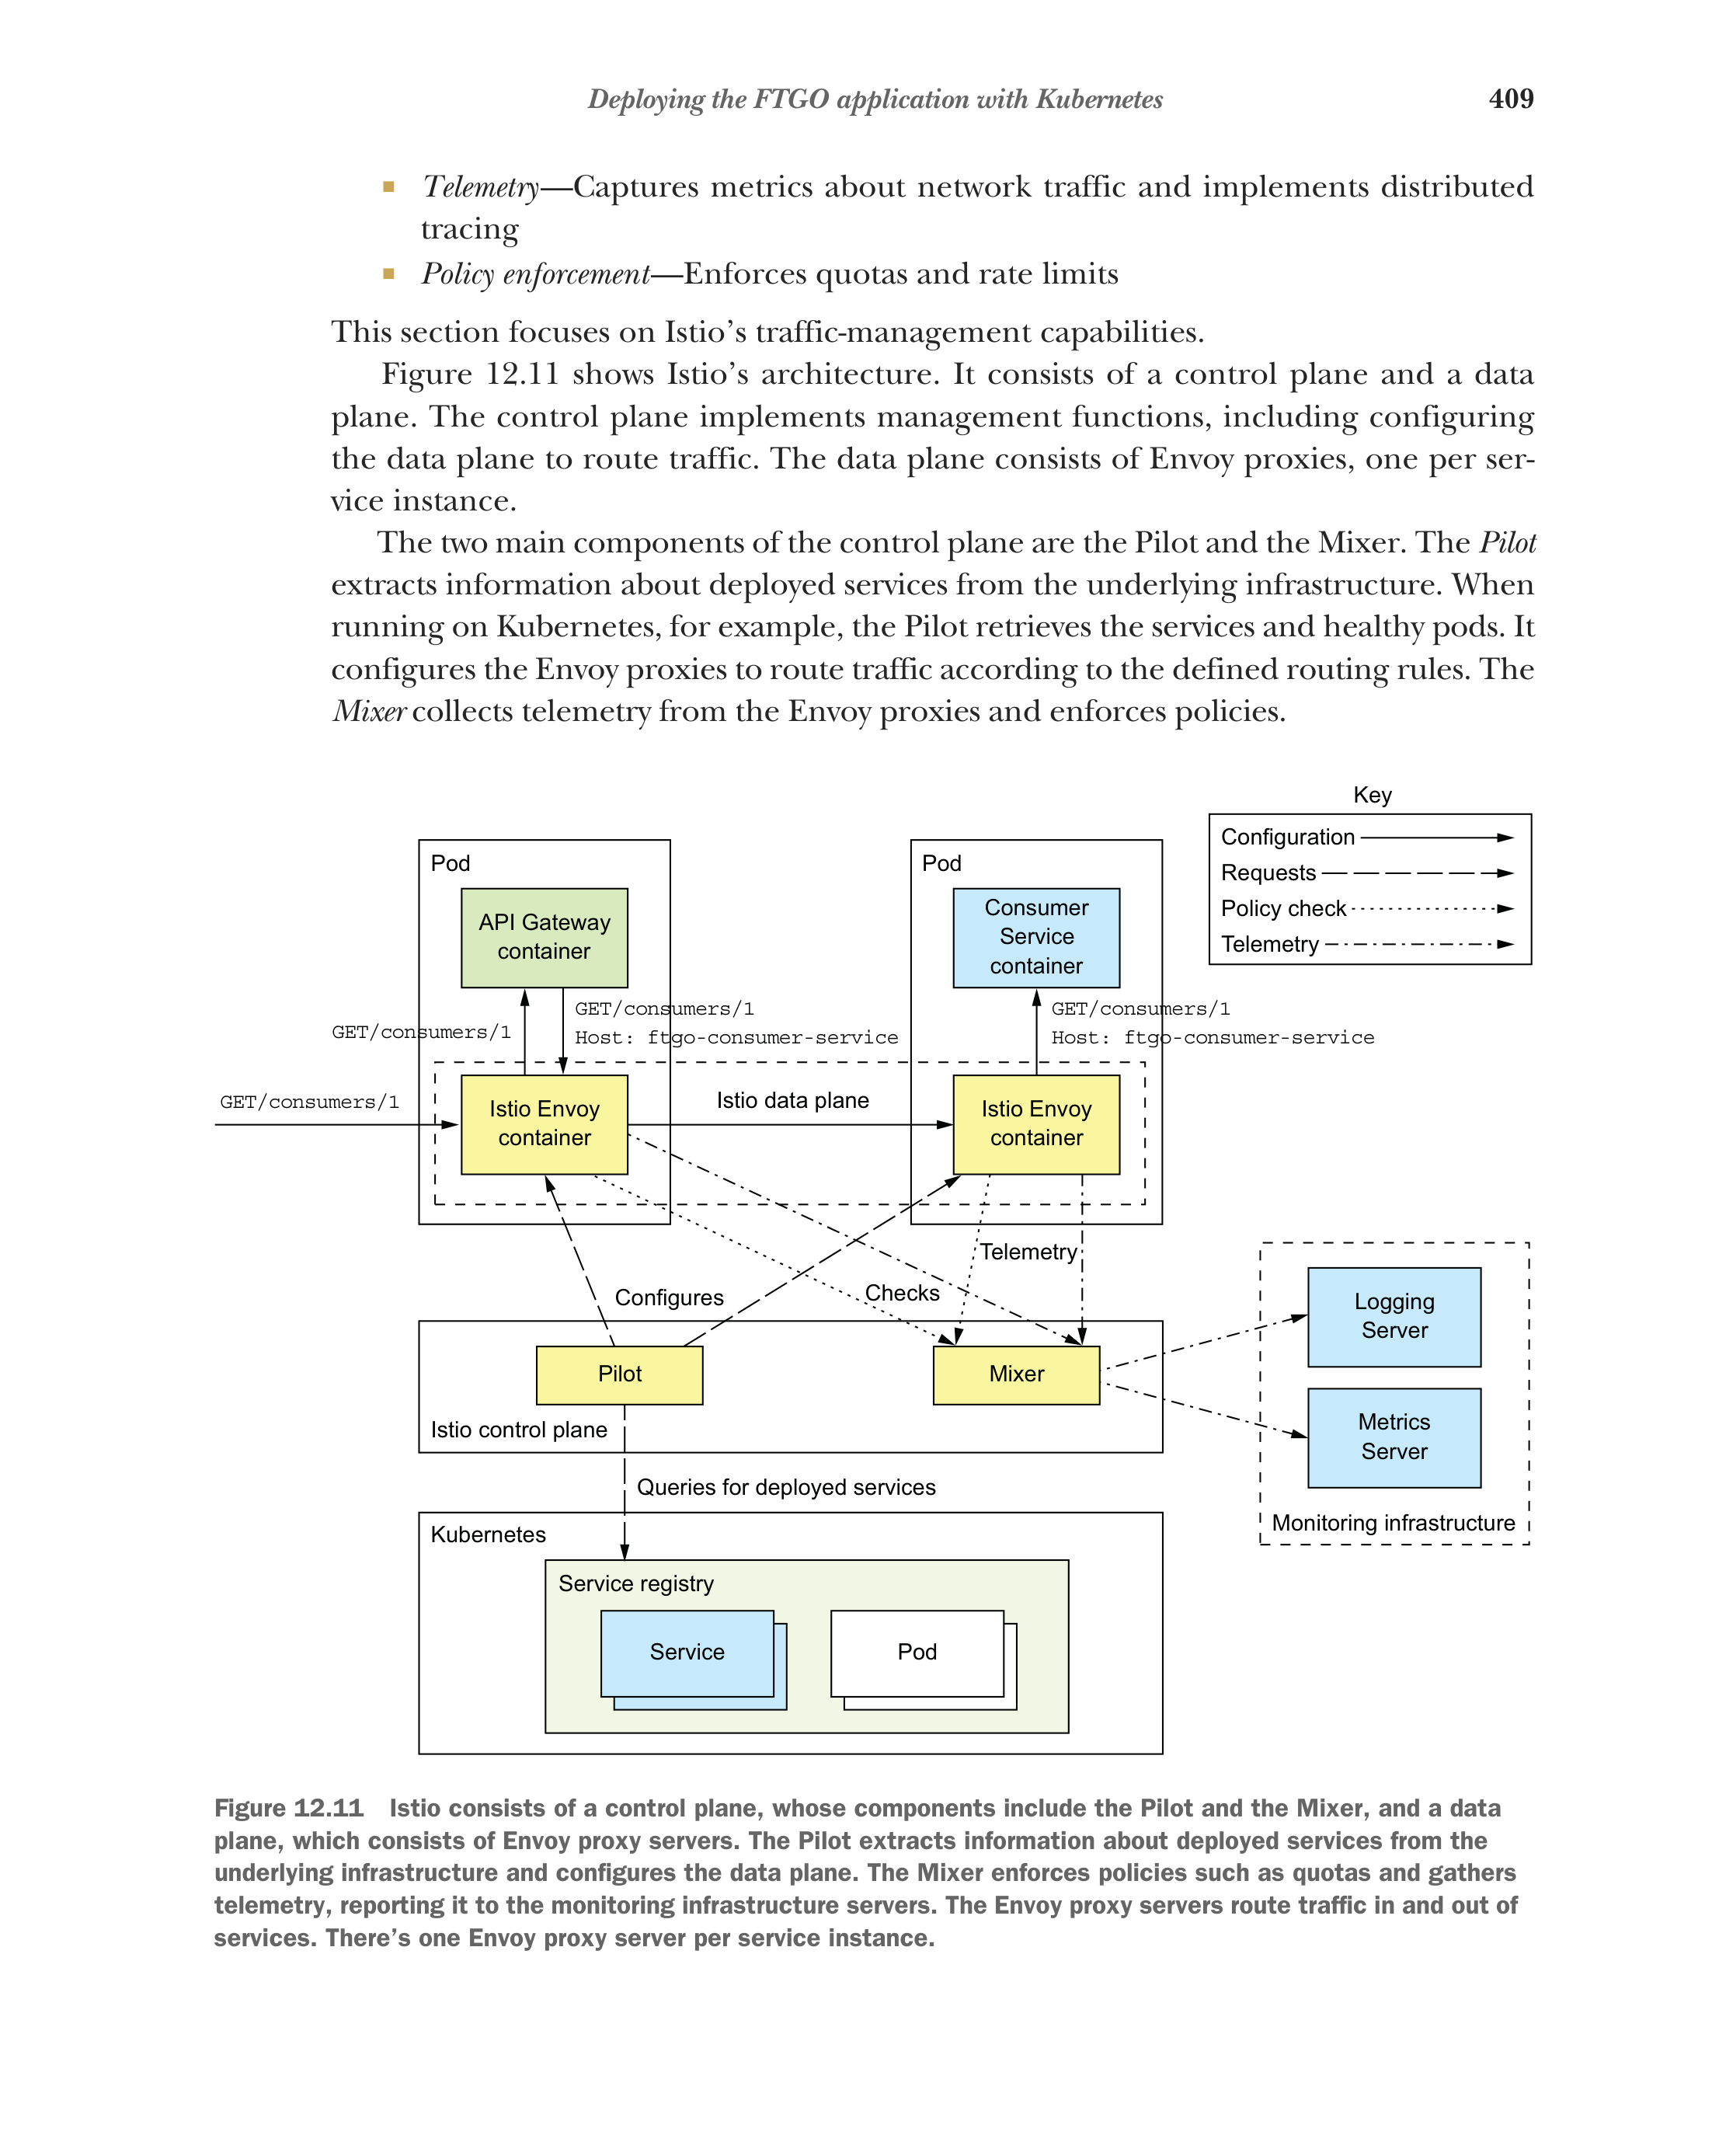 Deploying the FTGO application with Kubernetes 409
Telemetry—Captures metrics about network traffic and implements distributed
tracing
Policy enforcement—Enforces quotas and rate limits
This section focuses on Istio’s traffic-management capabilities.
Figure 12.11 shows Istio’s architecture. It consists of a control plane and a data
plane. The control plane implements management functions, including configuring
the data plane to route traffic. The data plane consists of Envoy proxies, one per ser-
vice instance.
The two main components of the control plane are the Pilot and the Mixer. The Pilot
extracts information about deployed services from the underlying infrastructure. When
running on Kubernetes, for example, the Pilot retrieves the services and healthy pods. It
configures the Envoy proxies to route traffic according to the defined routing rules. The
Mixer collects telemetry from the Envoy proxies and enforces policies.
Key
Configuration
Requests
Policy check
Telemetry
Pod
API Gateway
container
Pod
Consumer
Service
container
GET/consumers/1
GET/consumers/1
Host: ftgo-consumer-service
GET/consumers/1
Host: ftgo-consumer-service
GET/consumers/1
Istio Envoy
container
Istio data plane
Istio Envoy
container
Telemetry
Configures
Checks
Pilot
Mixer
Istio control plane
Logging
Server
Metrics
Server
Monitoring infrastructure
Queries for deployed services
Kubernetes
Service registry
Service
Pod
Figure 12.11 Istio consists of a control plane, whose components include the Pilot and the Mixer, and a data
plane, which consists of Envoy proxy servers. The Pilot extracts information about deployed services from the
underlying infrastructure and configures the data plane. The Mixer enforces policies such as quotas and gathers
telemetry, reporting it to the monitoring infrastructure servers. The Envoy proxy servers route traffic in and out of
services. There’s one Envoy proxy server per service instance.